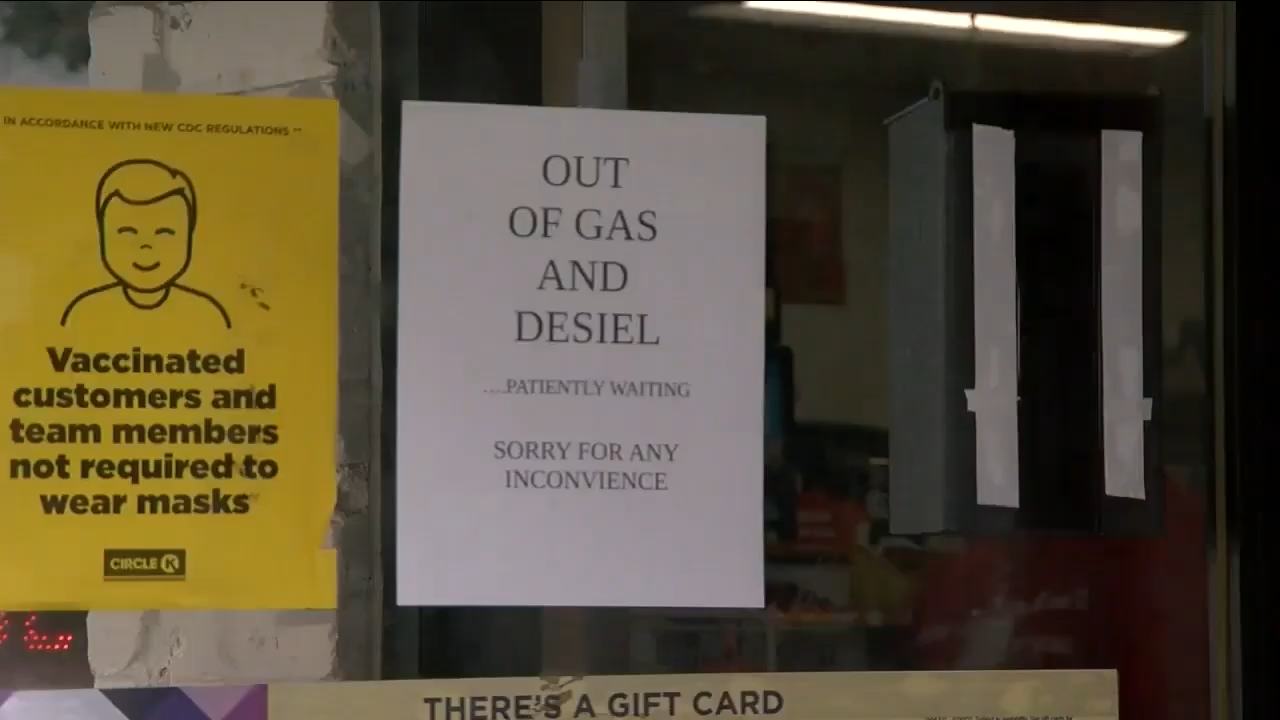 IN ACCORDANCE WITH NEW CDC REGULATIONS **
Vaccinated
customers and
team members
not required to
wear masks
CIRCLE K
OUT
OF GAS
AND
DESIEL
....PATIENTLY WAITING
SORRY FOR ANY
INCONVIENCE
THERE'S A GIFT CARD